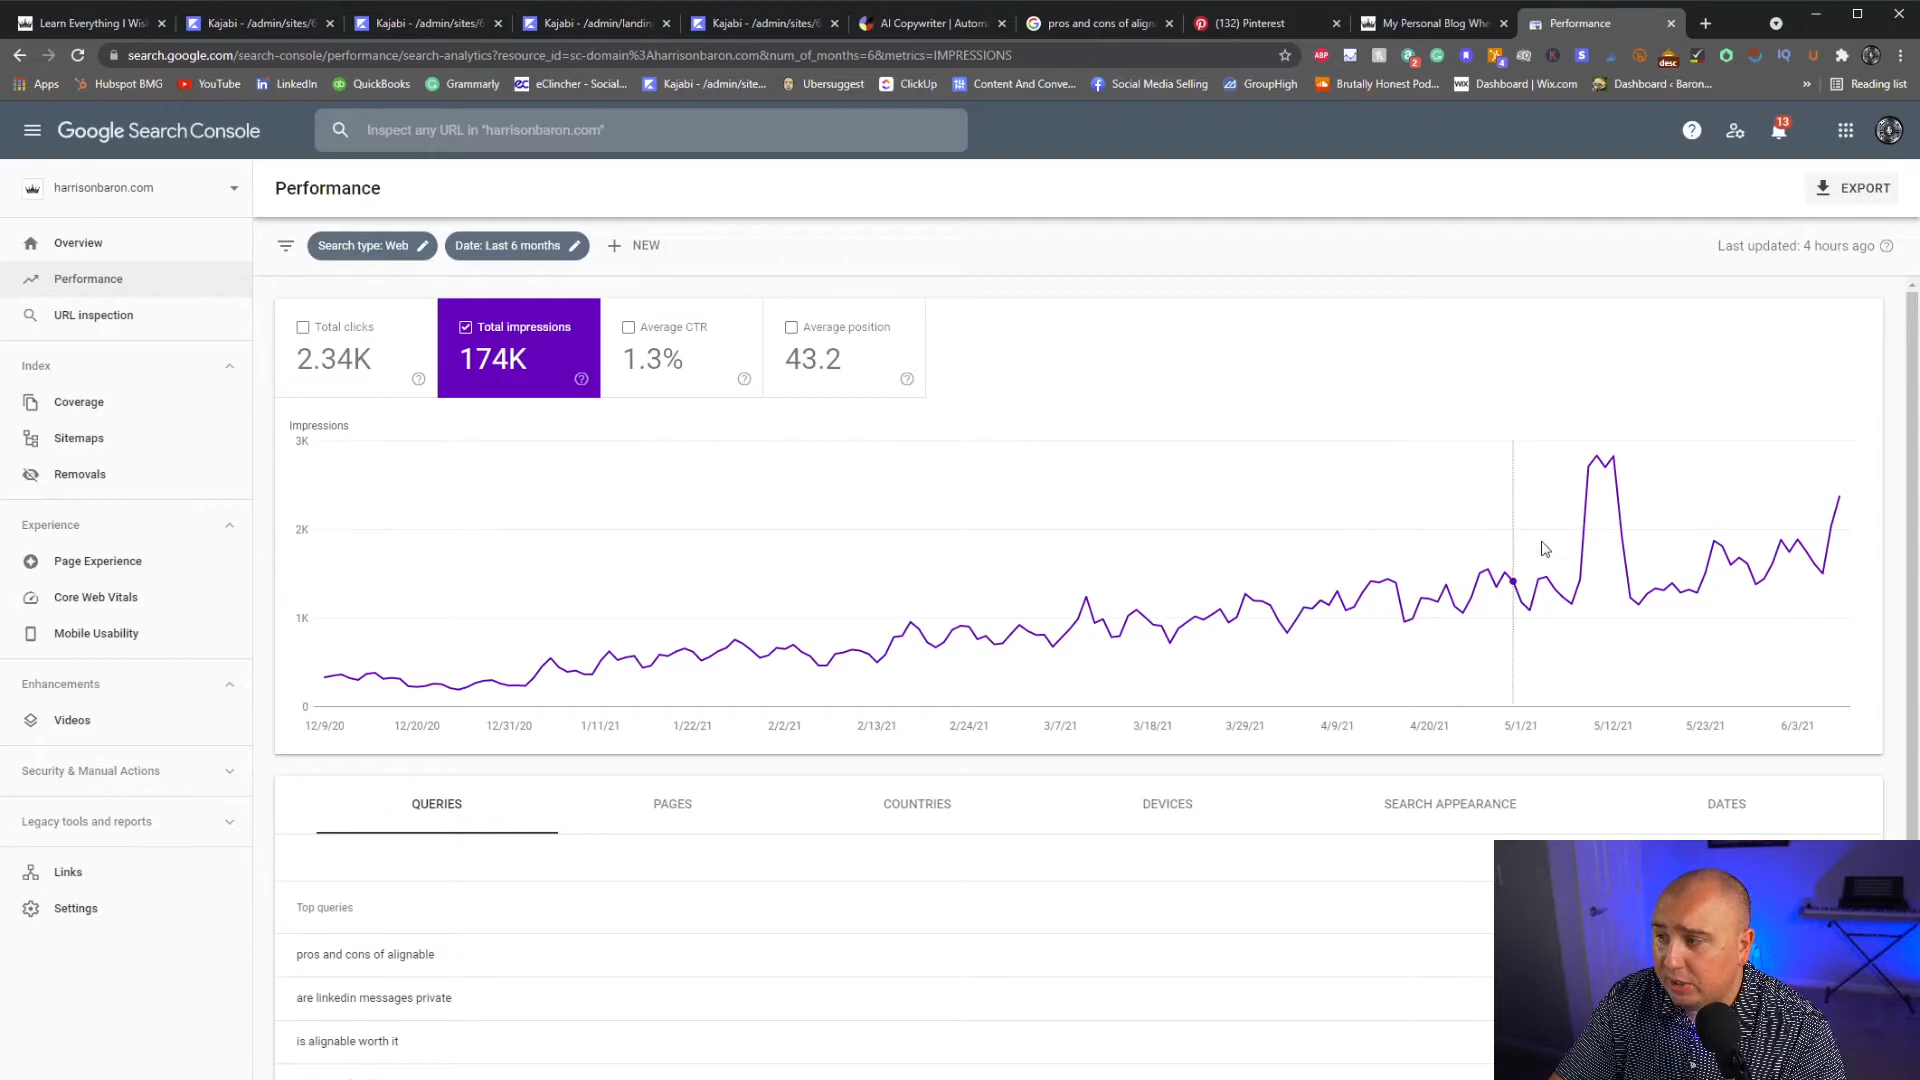 Learn Everything I Wis
Kajabi - /admin/sites/6
Kajabi - /admin/sites/6
Kajabi - /admin/landin
Kajabi - /admin/sites/6
AI Copywriter | Autom
pros and cons of align
(132) Pinterest
My Personal Blog Whe
Performance
search.google.com/search-console/performance/search-analytics?resource_id=sc-domain%3Aharrisonbaron.com&num_of_months=6&metrics=IMPRESSIONS
Apps
Hubspot BMG
YouTube
LinkedIn
QuickBooks
Grammarly
eClincher - Social...
Kajabi - /admin/site...
Ubersuggest
ClickUp
Content And Conve...
Social Media Selling
GroupHigh
Brutally Honest Pod...
Dashboard | Wix.com
Dashboard ‹ Baron...
Reading list
Google Search Console
Inspect any URL in "harrisonbaron.com"
13
harrisonbaron.com
Performance
EXPORT
Overview
Performance
URL inspection
Index
Coverage
Sitemaps
Removals
Experience
Page Experience
Core Web Vitals
Mobile Usability
Enhancements
Videos
Security & Manual Actions
Legacy tools and reports
Links
Settings
Search type: Web
Date: Last 6 months
NEW
Last updated: 4 hours ago
Total clicks
2.34K
Total impressions
174K
Average CTR
1.3%
Average position
43.2
Impressions
3K
2K
1K
0
12/9/20 12/20/20 12/31/20 1/11/21 1/22/21 2/2/21 2/13/21 2/24/21 3/7/21 3/18/21 3/29/21 4/9/21 4/20/21 5/1/21 5/12/21 5/23/21 6/3/21
QUERIES PAGES COUNTRIES DEVICES SEARCH APPEARANCE DATES
Top queries
pros and cons of alignable
are linkedin messages private
is alignable worth it